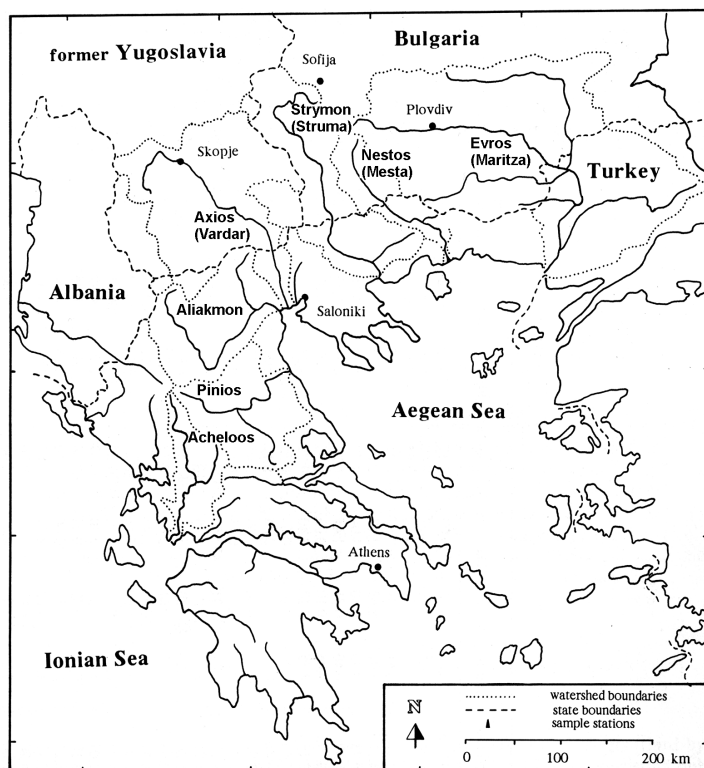 Bulgaria
former Yugoslavia
Sofija
Strymon
(Struma)
Plovdiv
Skopje
Nestos
(Mesta)
Evros
(Maritza)
Turkey
Axios
(Vardar)
Albania
Aliakmon
Saloniki
Pinios
Aegean Sea
Acheloos
Athens
Ionian Sea
N
watershed boundaries
state boundaries
sample stations
0 100 200 km